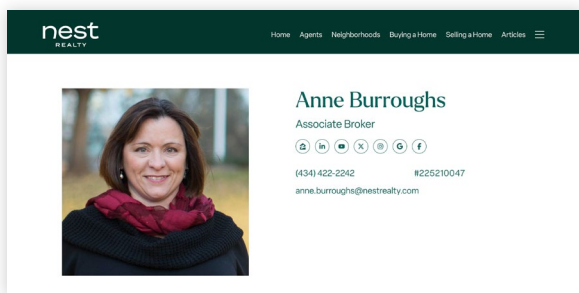 nest
REALTY
Home Agents Neighborhoods Buying a Home Selling a Home Articles
Anne Burroughs
Associate Broker
in X G f
(434) 422-2242 #225210047
anne.burroughs@nestrealty.com